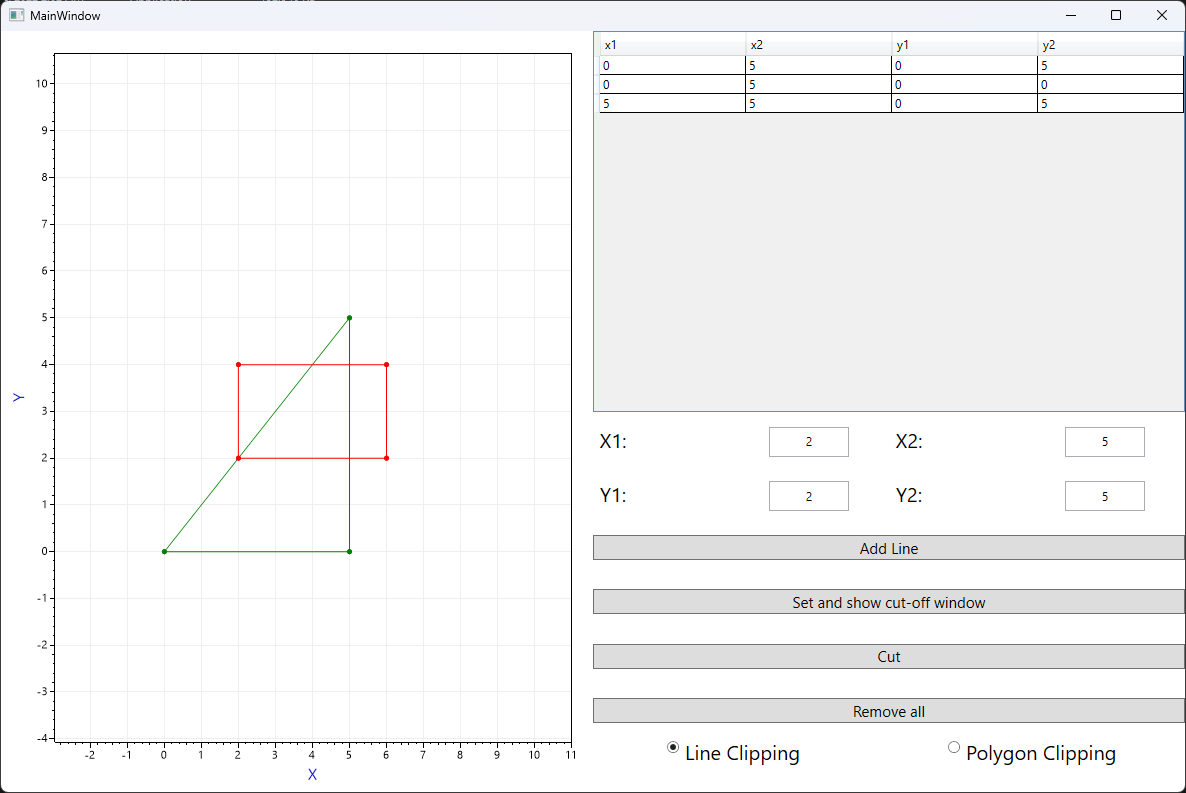 MainWindow
10
9
8
7
6
5
4
3
2
1
0
-1
-2
-3
-4
Y
-2 -1 0 1 2 3 4 5 6 7 8 9 10 11
X
x1 x2 y1 y2
0 5 0 5
0 5 0 0
5 5 0 5
X1: 2 X2: 5
Y1: 2 Y2: 5
Add Line
Set and show cut-off window
Cut
Remove all
Line Clipping Polygon Clipping